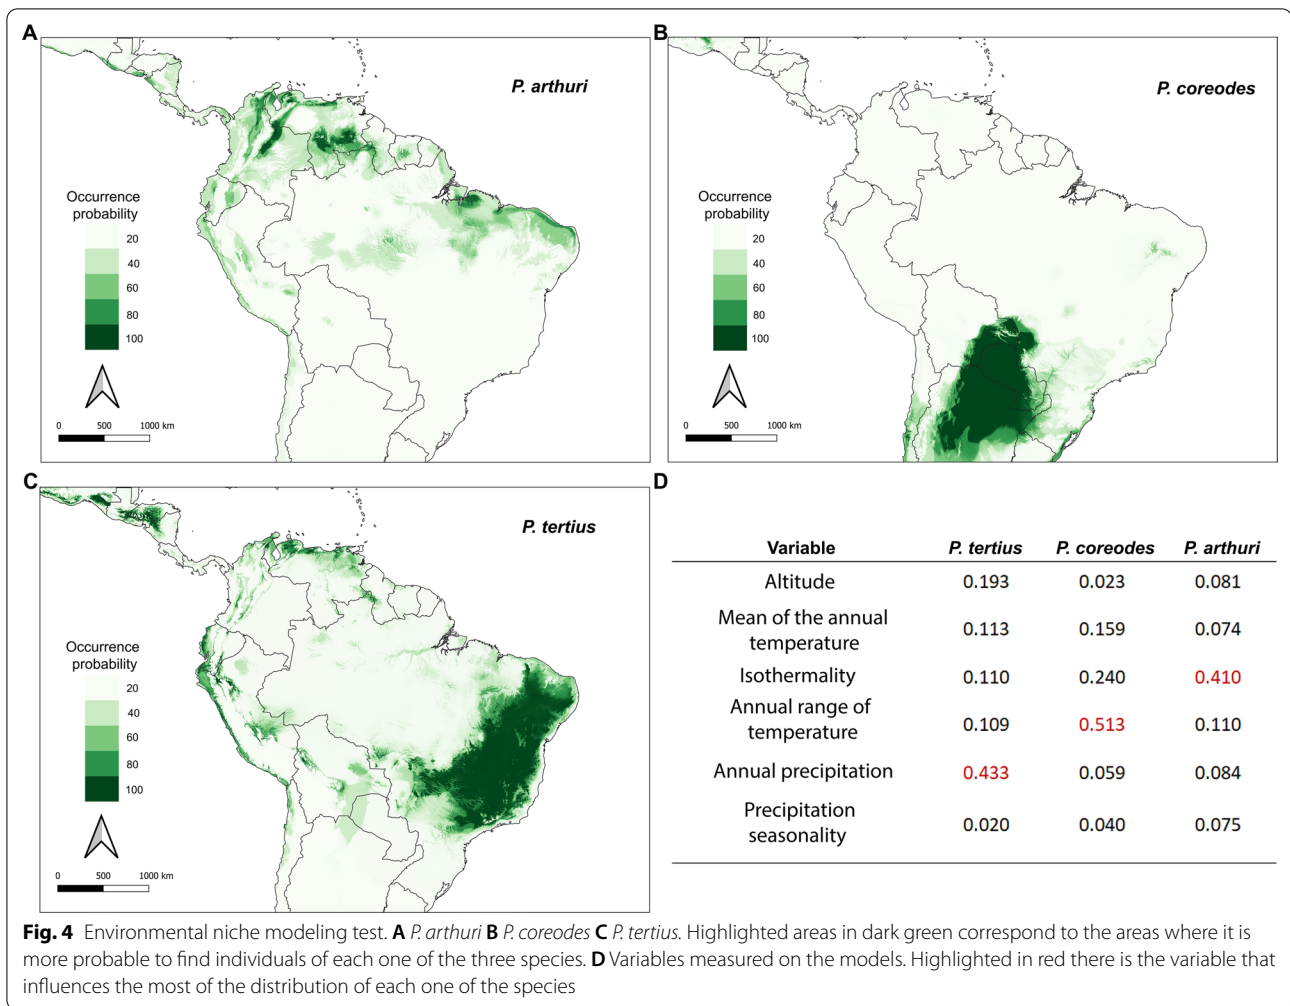 A
P. arthuri
Occurrence
probability
20
40
60
80
100
0 500 1000 km
B
P. coreodes
Occurrence
probability
20
40
60
80
100
0 500 1000 km
C
P. tertius
Occurrence
probability
20
40
60
80
100
0 500 1000 km
D
Variable P. tertius P. coreodes P. arthuri
Altitude 0.193 0.023 0.081
Mean of the annual
temperature 0.113 0.159 0.074
Isothermality 0.110 0.240 0.410
Annual range of
temperature 0.109 0.513 0.110
Annual precipitation 0.433 0.059 0.084
Precipitation
seasonality 0.020 0.040 0.075
Fig. 4 Environmental niche modeling test. A P. arthuri B P. coreodes C P. tertius. Highlighted areas in dark green correspond to the areas where it is
more probable to find individuals of each one of the three species. D Variables measured on the models. Highlighted in red there is the variable that
influences the most of the distribution of each one of the species